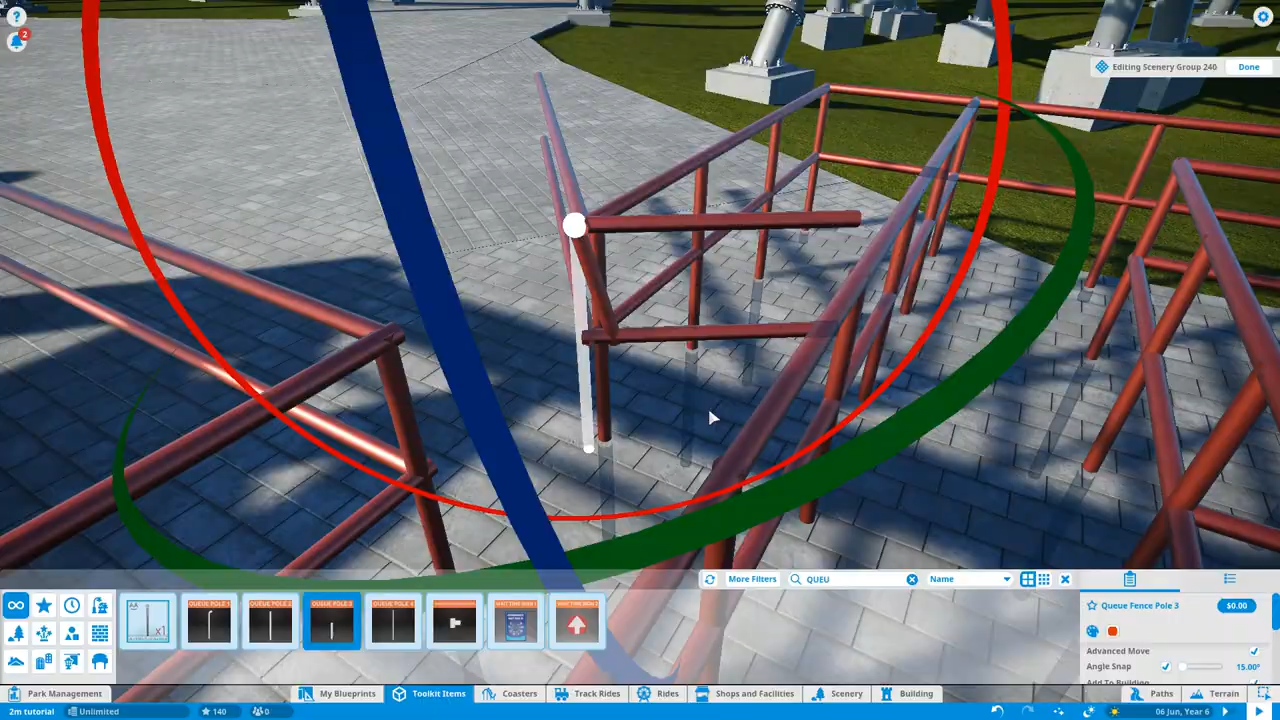 ?
2
Editing Scenery Group 240 Done
More Filters QUEU Name
AA x1
QUEUE POLE 1 QUEUE POLE 2 QUEUE POLE 3 QUEUE POLE 4
Queue Fence Pole 3 $0.00
Advanced Move
Angle Snap 15.00°
Park Management My Blueprints Toolkit Items Coasters Track Rides Rides Shops and Facilities Scenery Building Paths Terrain
2m tutorial Unlimited 140 0 06 Jun, Year 6